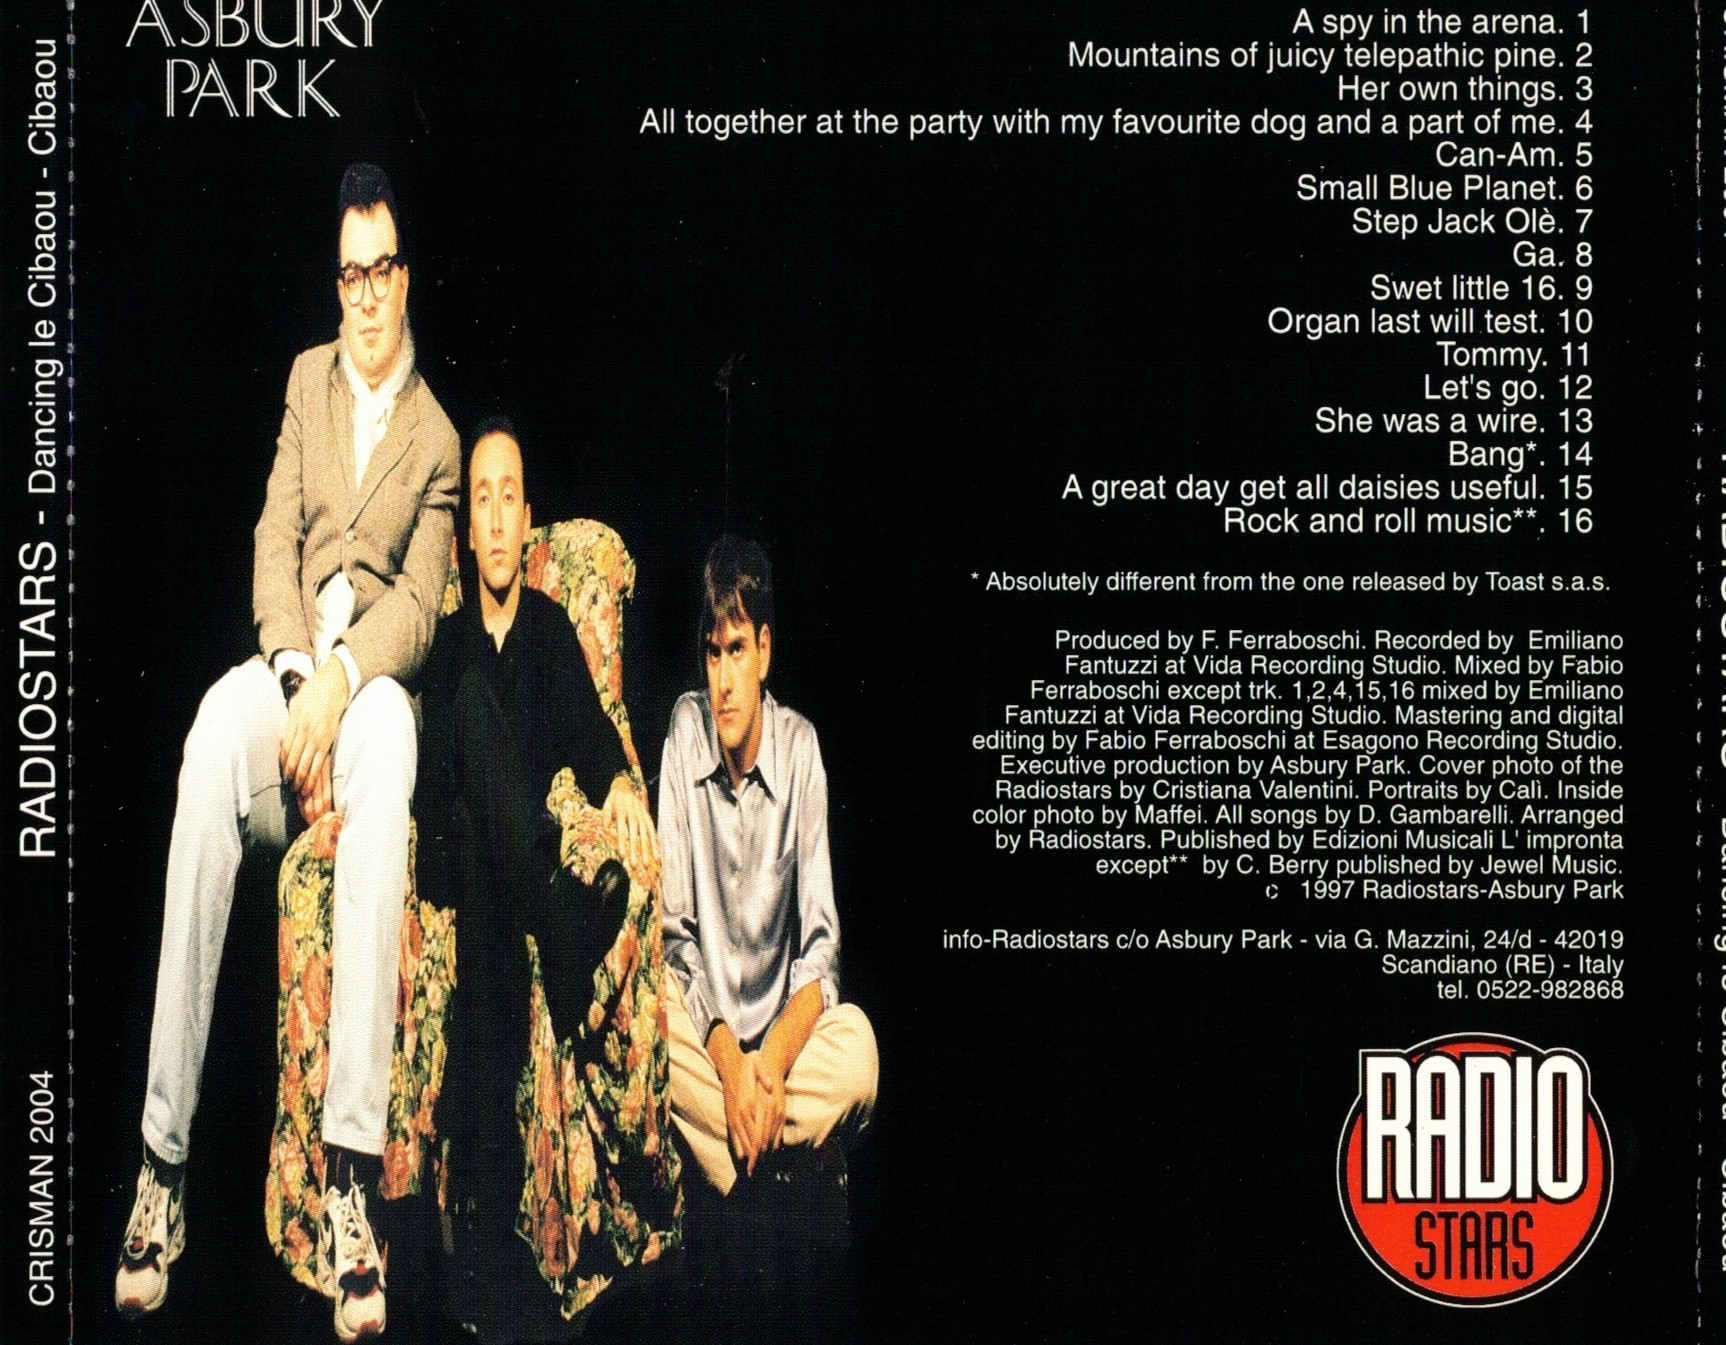 ASBURY
PARK
A spy in the arena. 1
Mountains of juicy telepathic pine. 2
Her own things. 3
All together at the party with my favourite dog and a part of me. 4
Can-Am. 5
Small Blue Planet. 6
Step Jack Olè. 7
Ga. 8
Swet little 16. 9
Organ last will test. 10
Tommy. 11
Let's go. 12
She was a wire. 13
Bang*. 14
A great day get all daisies useful. 15
Rock and roll music**. 16
* Absolutely different from the one released by Toast s.a.s.
Produced by F. Ferraboschi. Recorded by Emiliano
Fantuzzi at Vida Recording Studio. Mixed by Fabio
Ferraboschi except trk. 1,2,4,15,16 mixed by Emiliano
Fantuzzi at Vida Recording Studio. Mastering and digital
editing by Fabio Ferraboschi at Esagono Recording Studio.
Executive production by Asbury Park. Cover photo of the
Radiostars by Cristiana Valentini. Portraits by Calì. Inside
color photo by Maffei. All songs by D. Gambarelli. Arranged
by Radiostars. Published by Edizioni Musicali L' impronta
except** by C. Berry published by Jewel Music.
c 1997 Radiostars-Asbury Park
info-Radiostars c/o Asbury Park - via G. Mazzini, 24/d - 42019
Scandiano (RE) - Italy
tel. 0522-982868
RADIO
STARS
RADIOSTARS - Dancing le Cibaou - Cibaou
CRISMAN 2004